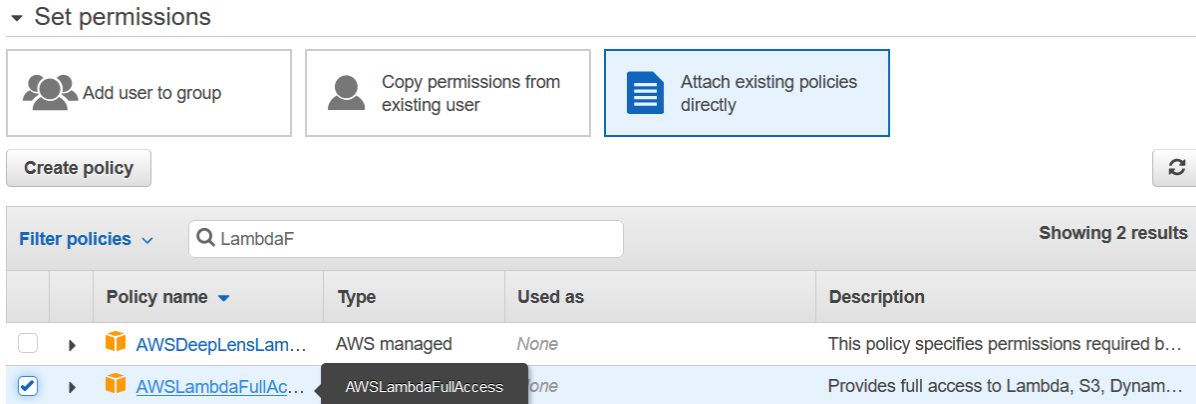 Set permissions
Add user to group
Copy permissions from
existing user
Attach existing policies
directly
Create policy
Filter policies
LambdaF
Showing 2 results
Policy name Type Used as Description
AWSDeepLensLam... AWS managed None This policy specifies permissions required b...
AWSLambdaFullAc... AWSLambdaFullAccess Provides full access to Lambda, S3, Dynam...